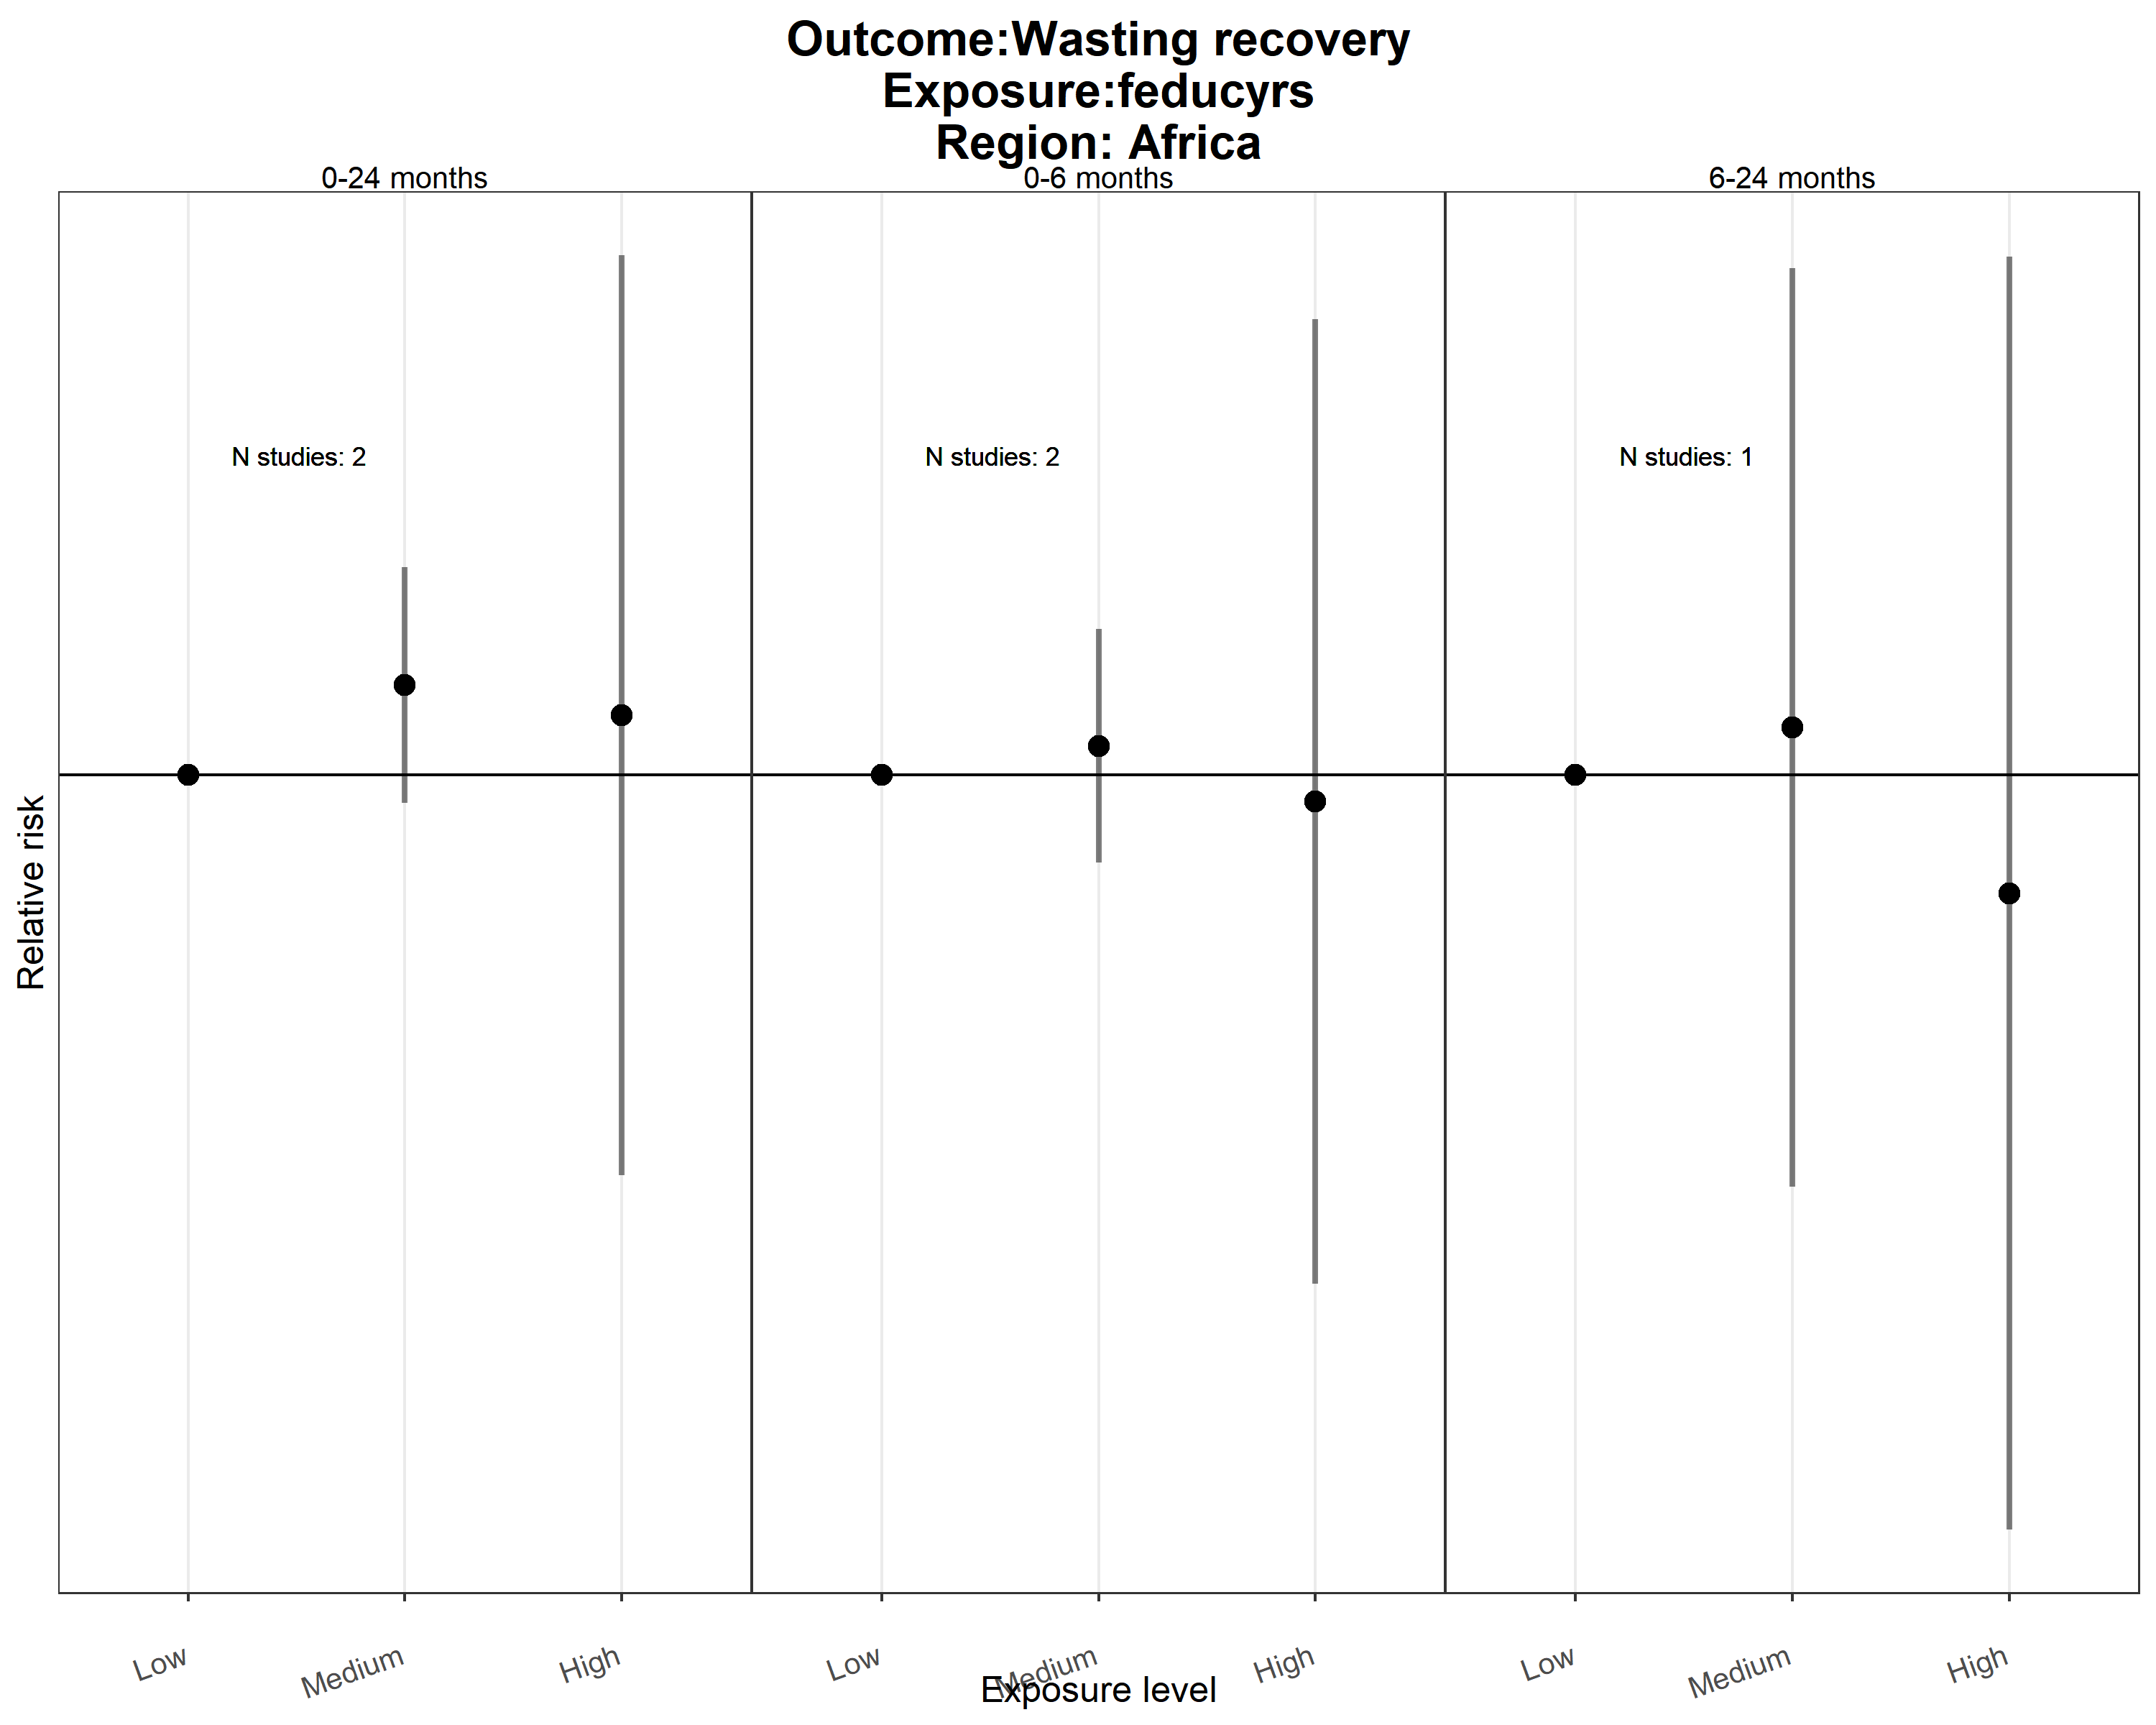 Outcome:Wasting recovery
Exposure:feducyrs
Region: Africa
0-24 months
0-6 months
6-24 months
N studies: 2
N studies: 2
N studies: 1
Relative risk
Low
Medium
High
Low
Medium
High
Low
Medium
High
Exposure level